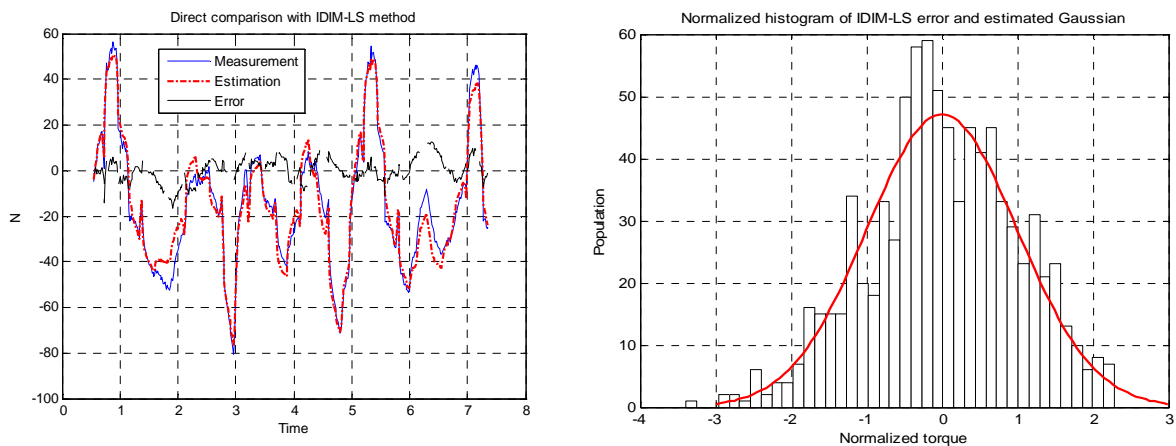 Direct comparison with IDIM-LS method
60
40
20
0
-20
-40
-60
-80
-100
N
Measurement
Estimation
Error
0 1 2 3 4 5 6 7 8
Time
Normalized histogram of IDIM-LS error and estimated Gaussian
60
50
40
30
20
10
0
Population
-4 -3 -2 -1 0 1 2 3
Normalized torque